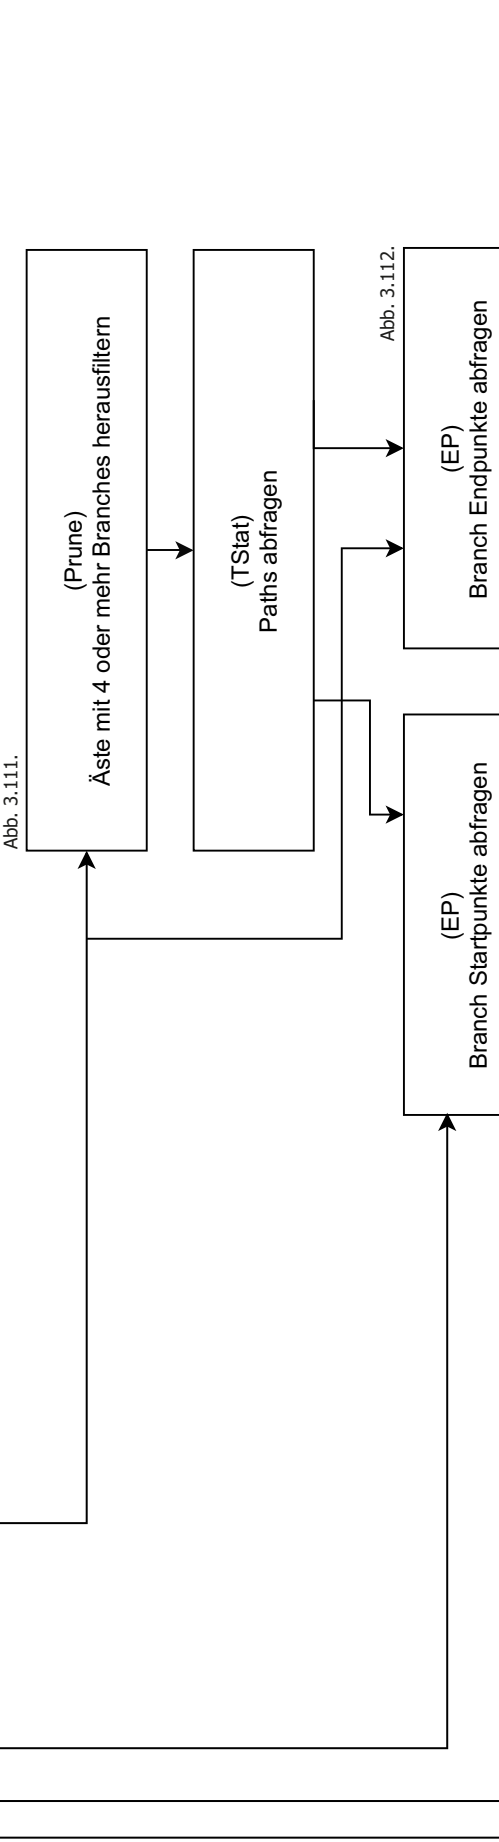 Abb. 3.111.
(Prune)
Äste mit 4 oder mehr Branches herausfiltern
(TStat)
Paths abfragen
Abb. 3.112.
(EP)
Branch Startpunkte abfragen
(EP)
Branch Endpunkte abfragen